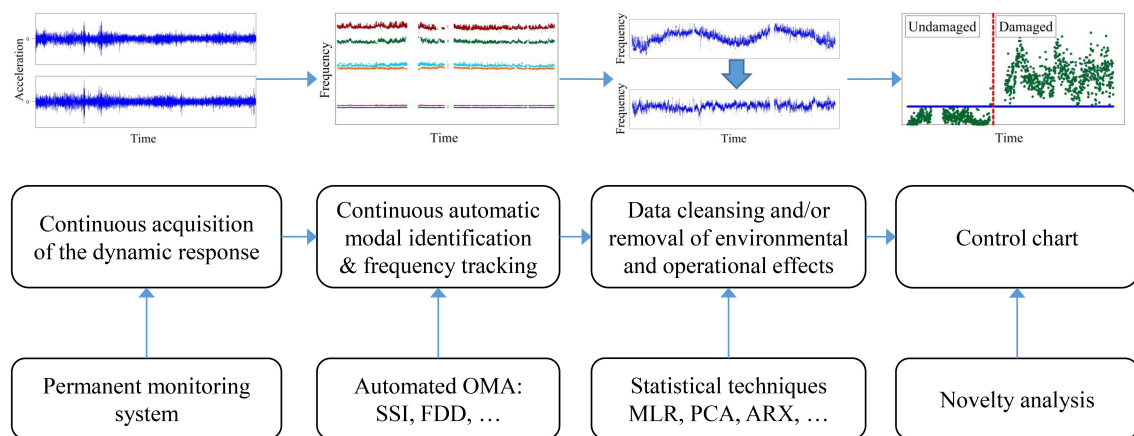 Acceleration
0
0
Time
Frequency
Time
Frequency
Frequency
Time
Undamaged
Damaged
Time
Continuous acquisition
of the dynamic response
Continuous automatic
modal identification
& frequency tracking
Data cleansing and/or
removal of environmental
and operational effects
Control chart
Permanent monitoring
system
Automated OMA:
SSI, FDD, …
Statistical techniques
MLR, PCA, ARX, …
Novelty analysis